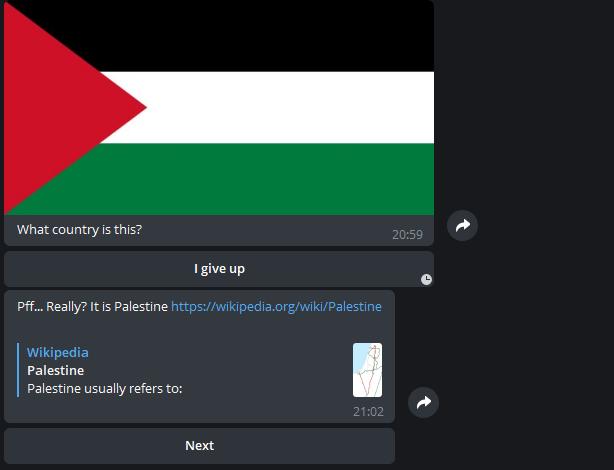 What country is this?
20:59
I give up
Pff... Really? It is Palestine https://wikipedia.org/wiki/Palestine
Wikipedia
Palestine
Palestine usually refers to:
21:02
Next